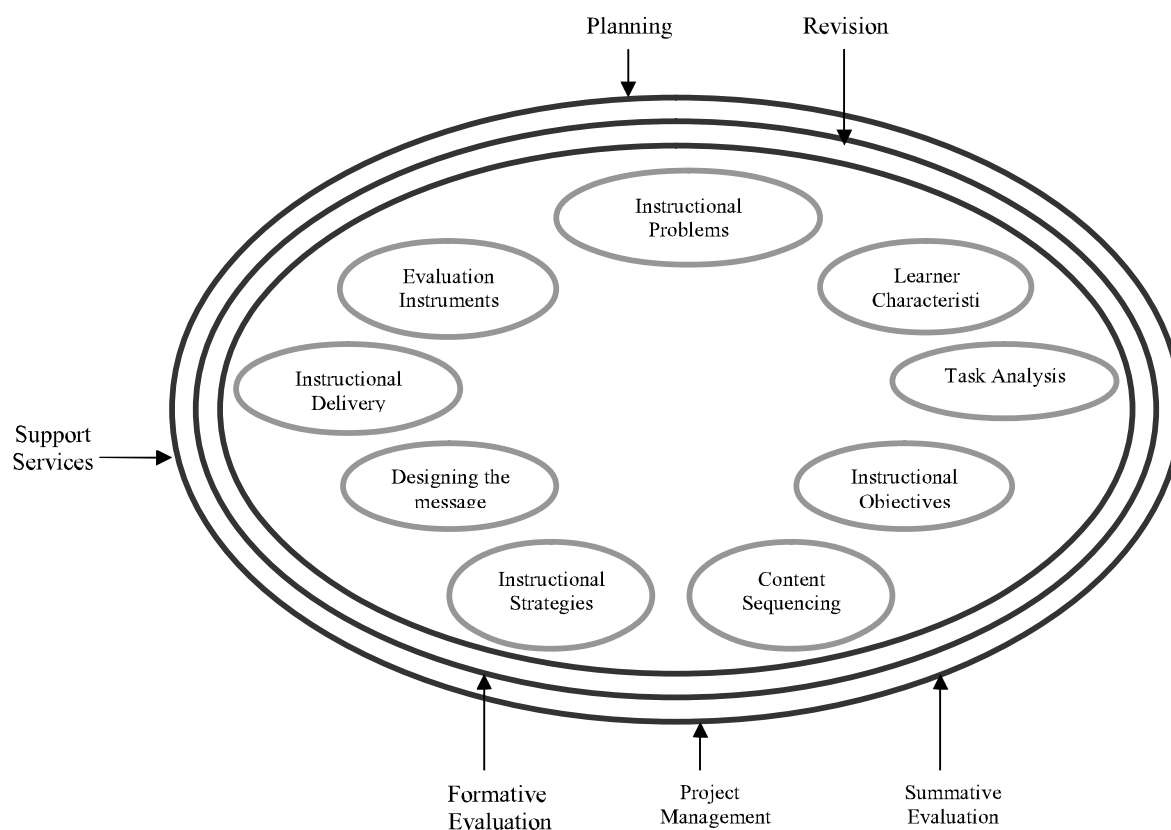 Planning
Revision
Instructional
Problems
Evaluation
Instruments
Learner
Characteristi
Instructional
Delivery
Task Analysis
Support
Services
Designing the
message
Instructional
Objectives
Instructional
Strategies
Content
Sequencing
Formative
Evaluation
Project
Management
Summative
Evaluation